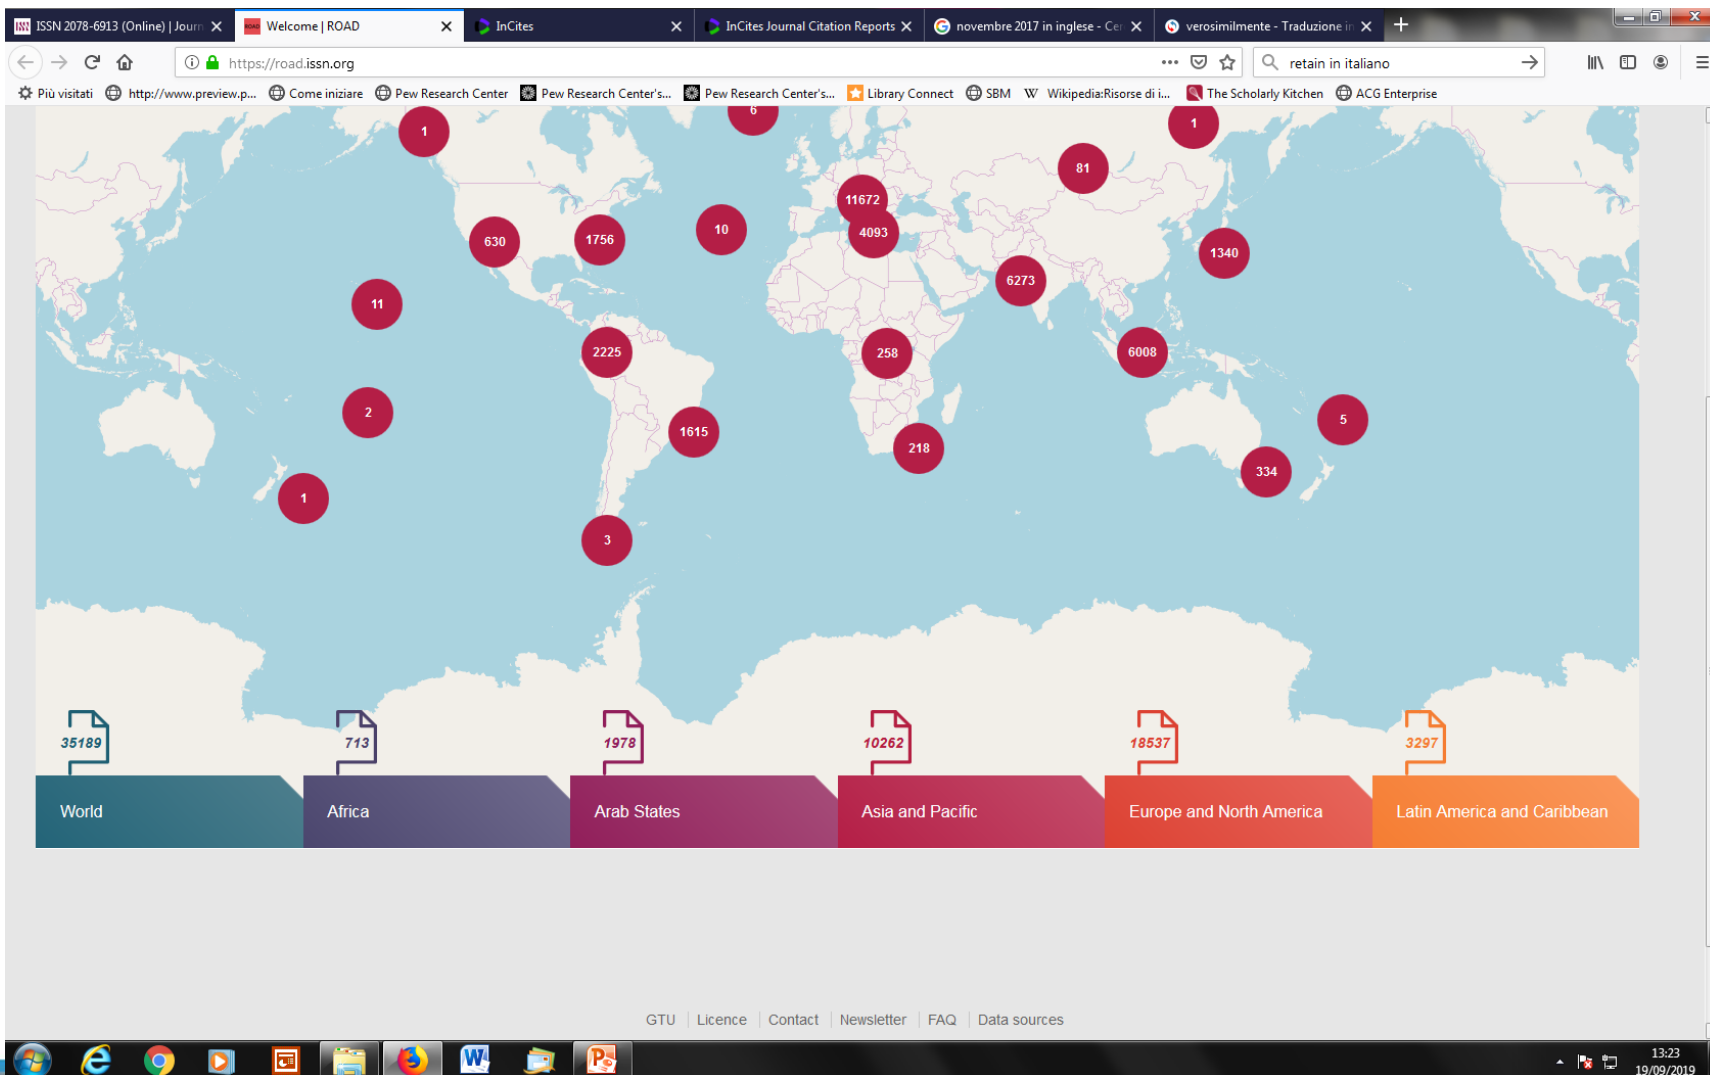 ISSN 2078-6913 (Online) | Journ
Welcome | ROAD
InCites
InCites Journal Citation Reports
novembre 2017 in inglese - Cer
verosimilmente - Traduzione in
https://road.issn.org
retain in italiano
Più visitati
http://www.preview.p...
Come iniziare
Pew Research Center
Pew Research Center's...
Pew Research Center's...
Library Connect
SBM
Wikipedia:Risorse di i...
The Scholarly Kitchen
ACG Enterprise
6
1
1
81
11672
10
4093
630
1756
1340
6273
11
2225
258
6008
2
5
1615
218
334
1
3
35189
713
1978
10262
18537
3297
World
Africa
Arab States
Asia and Pacific
Europe and North America
Latin America and Caribbean
GTU | Licence | Contact | Newsletter | FAQ | Data sources
13:23
19/09/2019